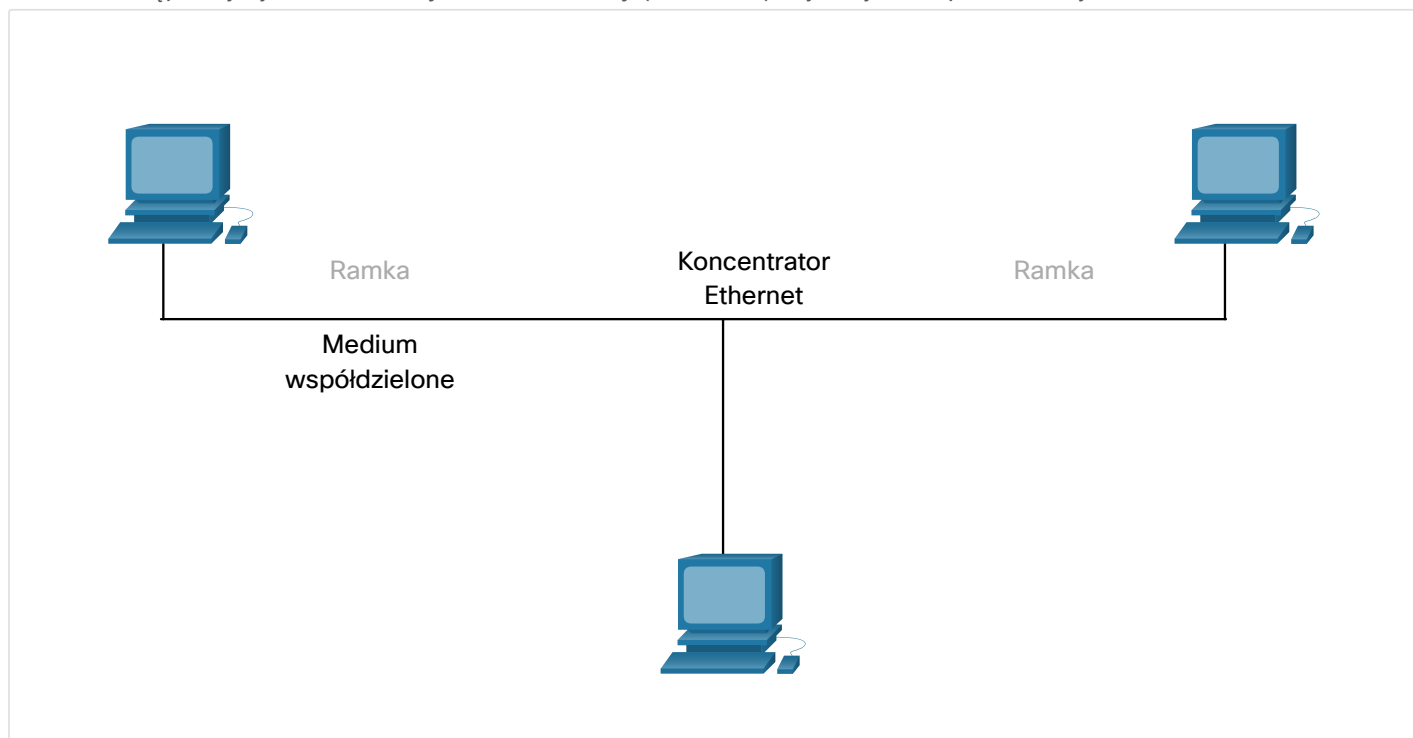 Ramka
Koncentrator
Ethernet
Ramka
Medium
współdzielone